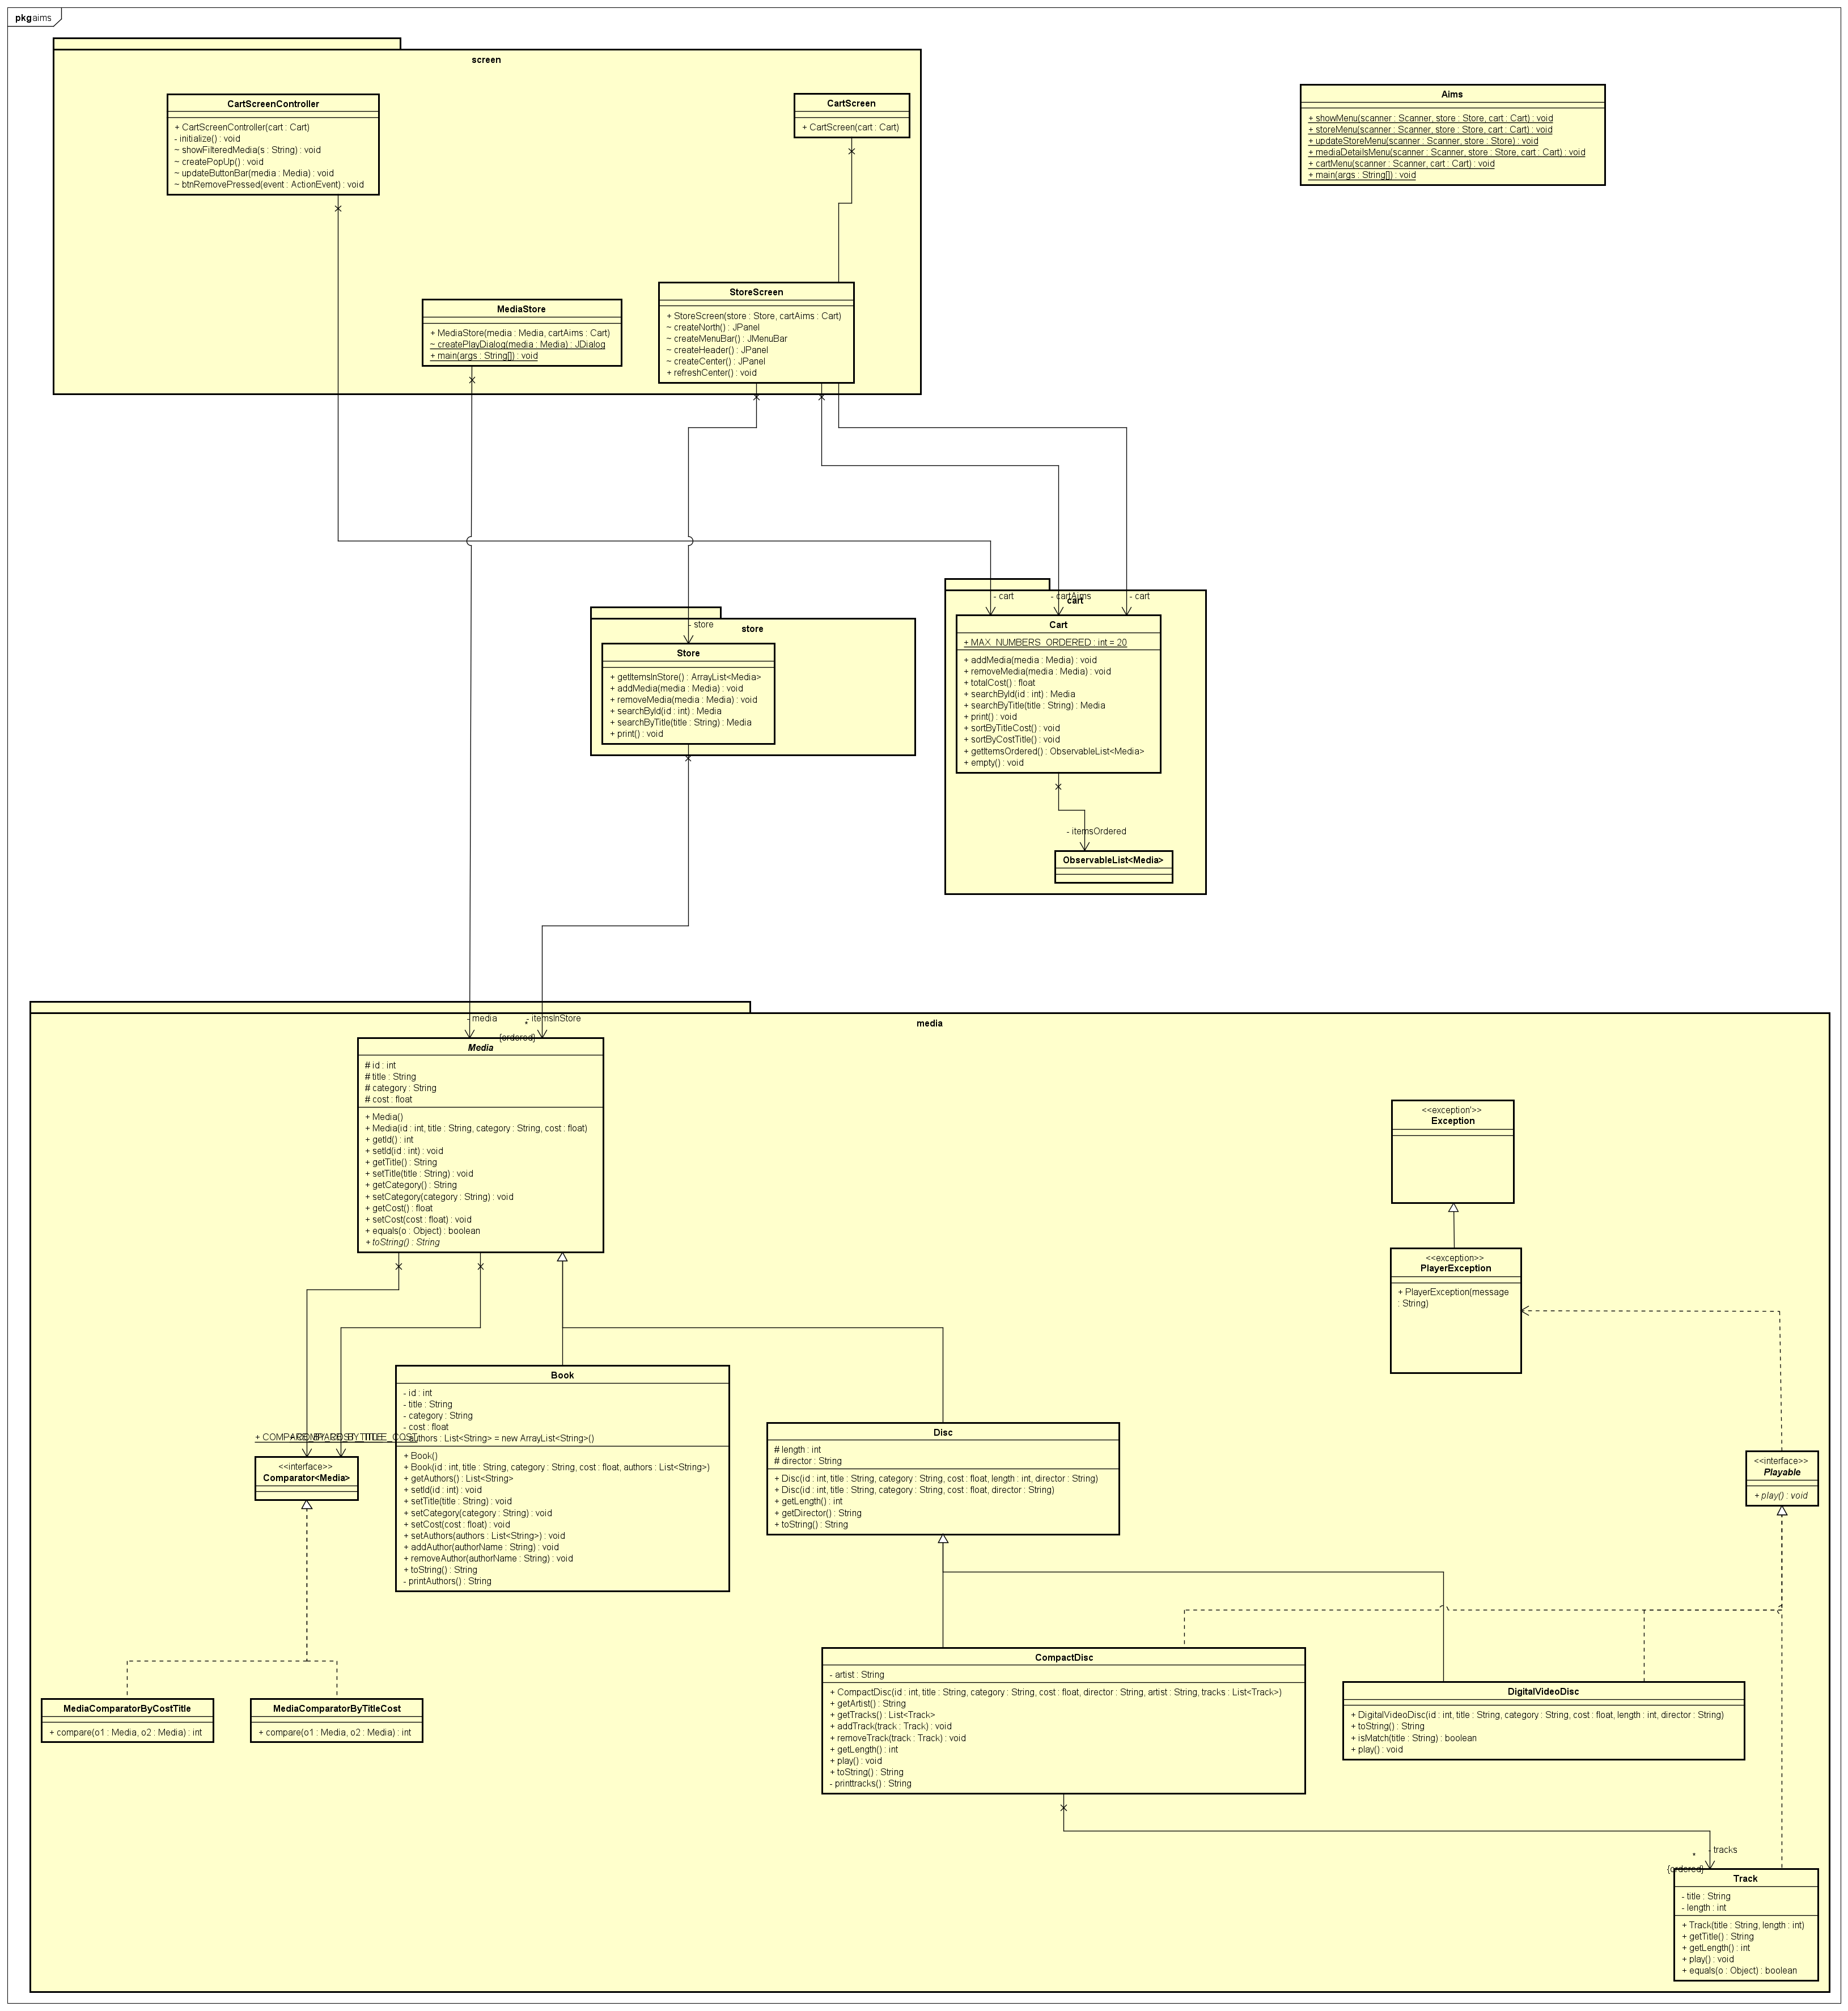 pkg aims
screen
CartScreenController
+ CartScreenController(cart : Cart)
- initialize() : void
~ showFilteredMedia(s : String) : void
~ createPopUp() : void
~ updateButtonBar(media : Media) : void
~ btnRemovePressed(event : ActionEvent) : void
CartScreen
+ CartScreen(cart : Cart)
Aims
+ showMenu(scanner : Scanner, store : Store, cart : Cart) : void
+ storeMenu(scanner : Scanner, store : Store, cart : Cart) : void
+ updateStoreMenu(scanner : Scanner, store : Store) : void
+ mediaDetailsMenu(scanner : Scanner, store : Store, cart : Cart) : void
+ cartMenu(scanner : Scanner, cart : Cart) : void
+ main(args : String[]) : void
MediaStore
+ MediaStore(media : Media, cartAims : Cart)
~ createPlayDialog(media : Media) : JDialog
+ main(args : String[]) : void
StoreScreen
+ StoreScreen(store : Store, cartAims : Cart)
~ createNorth() : JPanel
~ createMenuBar() : JMenuBar
~ createHeader() : JPanel
~ createCenter() : JPanel
+ refreshCenter() : void
- cart
- cartAims
- cart
cart
Cart
+ MAX_NUMBERS_ORDERED : int = 20
+ addMedia(media : Media) : void
+ removeMedia(media : Media) : void
+ totalCost() : float
+ searchById(id : int) : Media
+ searchByTitle(title : String) : Media
+ print() : void
+ sortByTitleCost() : void
+ sortByCostTitle() : void
+ getItemsOrdered() : ObservableList<Media>
+ empty() : void
- itemsOrdered
ObservableList<Media>
- store
store
Store
+ getItemsInStore() : ArrayList<Media>
+ addMedia(media : Media) : void
+ removeMedia(media : Media) : void
+ searchById(id : int) : Media
+ searchByTitle(title : String) : Media
+ print() : void
media
- media
- itemsInStore
*
{ordered}
Media
# id : int
# title : String
# category : String
# cost : float
+ Media()
+ Media(id : int, title : String, category : String, cost : float)
+ getId() : int
+ setId(id : int) : void
+ getTitle() : String
+ setTitle(title : String) : void
+ getCategory() : String
+ setCategory(category : String) : void
+ getCost() : float
+ setCost(cost : float) : void
+ equals(o : Object) : boolean
+ toString() : String
<<exception'>>
Exception
<<exception>>
PlayerException
+ PlayerException(message
: String)
Book
- id : int
- title : String
- category : String
- cost : float
- authors : List<String> = new ArrayList<String>()
+ Book()
+ Book(id : int, title : String, category : String, cost : float, authors : List<String>)
+ getAuthors() : List<String>
+ setId(id : int) : void
+ setTitle(title : String) : void
+ setCategory(category : String) : void
+ setCost(cost : float) : void
+ setAuthors(authors : List<String>) : void
+ addAuthor(authorName : String) : void
+ removeAuthor(authorName : String) : void
+ toString() : String
- printAuthors() : String
<<interface>>
Comparator<Media>
Disc
# length : int
# director : String
+ Disc(id : int, title : String, category : String, cost : float, length : int, director : String)
+ Disc(id : int, title : String, category : String, cost : float, director : String)
+ getLength() : int
+ getDirector() : String
+ toString() : String
<<interface>>
Playable
+ play() : void
MediaComparatorByCostTitle
+ compare(o1 : Media, o2 : Media) : int
MediaComparatorByTitleCost
+ compare(o1 : Media, o2 : Media) : int
CompactDisc
- artist : String
+ CompactDisc(id : int, title : String, category : String, cost : float, director : String, artist : String, tracks : List<Track>)
+ getArtist() : String
+ getTracks() : List<Track>
+ addTrack(track : Track) : void
+ removeTrack(track : Track) : void
+ getLength() : int
+ play() : void
+ toString() : String
- printtracks() : String
DigitalVideoDisc
+ DigitalVideoDisc(id : int, title : String, category : String, cost : float, length : int, director : String)
+ toString() : String
+ isMatch(title : String) : boolean
+ play() : void
- tracks
*
{ordered}
Track
- title : String
- length : int
+ Track(title : String, length : int)
+ getTitle() : String
+ getLength() : int
+ play() : void
+ equals(o : Object) : boolean